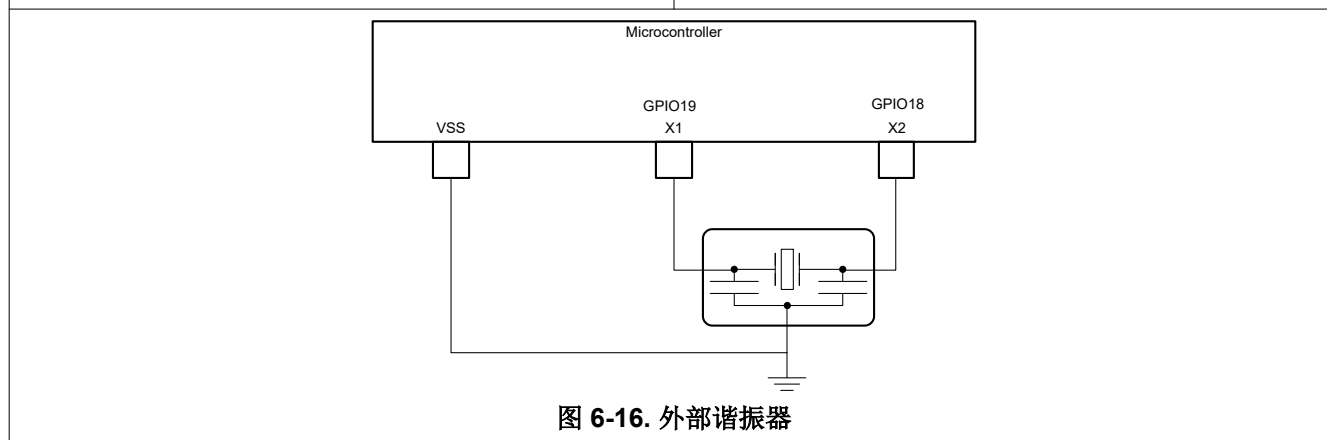 Microcontroller
GPIO19
GPIO18
VSS
X1
X2
图 6-16. 外部谐振器